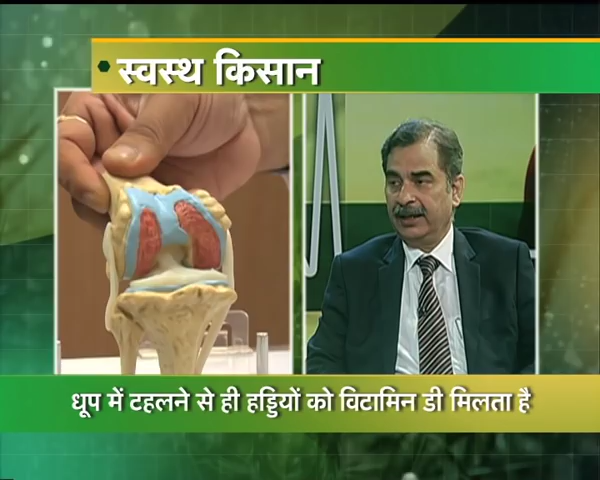 स्वस्थ किसान
धूप में टहलने से ही हड्डियों को विटामिन डी मिलता है